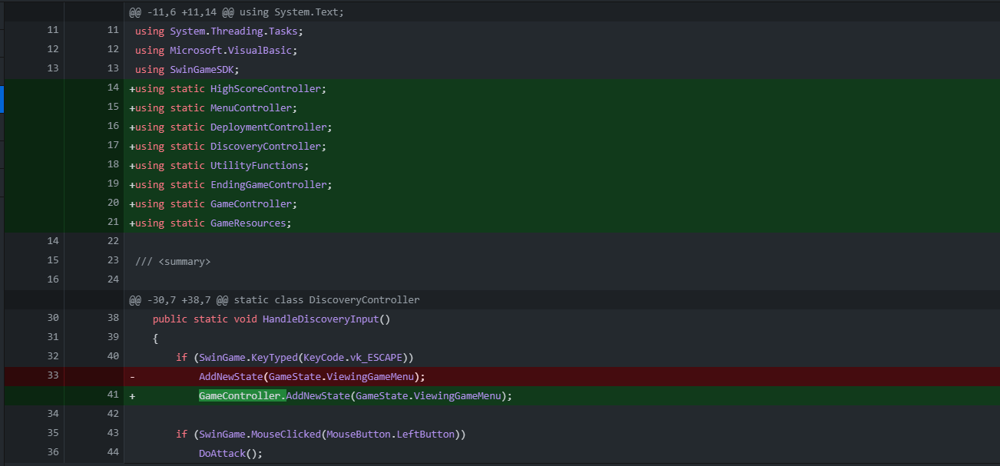 @@ -11,6 +11,14 @@ using System.Text;
11 11 using System.Threading.Tasks;
12 12 using Microsoft.VisualBasic;
13 13 using SwinGameSDK;
14 +using static HighScoreController;
15 +using static MenuController;
16 +using static DeploymentController;
17 +using static DiscoveryController;
18 +using static UtilityFunctions;
19 +using static EndingGameController;
20 +using static GameController;
21 +using static GameResources;
14 22
15 23 /// <summary>
16 24
@@ -30,7 +38,7 @@ static class DiscoveryController
30 38 public static void HandleDiscoveryInput()
31 39 {
32 40 if (SwinGame.KeyTyped(KeyCode.vk_ESCAPE))
33 - AddNewState(GameState.ViewingGameMenu);
41 + GameController.AddNewState(GameState.ViewingGameMenu);
34 42
35 43 if (SwinGame.MouseClicked(MouseButton.LeftButton))
36 44 DoAttack();